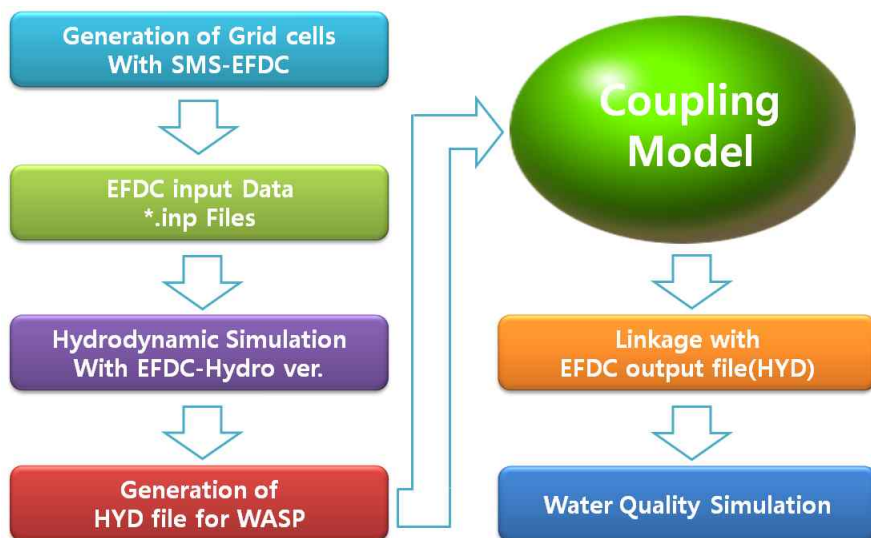 Generation of Grid cells
With SMS-EFDC
EFDC input Data
*.inp Files
Hydrodynamic Simulation
With EFDC-Hydro ver.
Generation of
HYD file for WASP
Coupling
Model
Linkage with
EFDC output file(HYD)
Water Quality Simulation